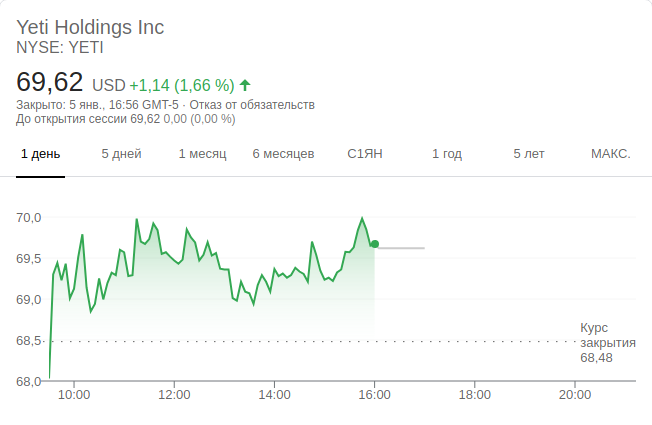 Yeti Holdings Inc
NYSE: YETI
69,62 USD +1,14 (1,66 %)
Закрыто: 5 янв., 16:56 GMT-5 · Отказ от обязательств
До открытия сессии 69,62 0,00 (0,00 %)
1 день 5 дней 1 месяц 6 месяцев С1ЯН 1 год 5 лет МАКС.
70,0
69,5
69,0
68,5
68,0
Курс
закрытия
68,48
10:00 12:00 14:00 16:00 18:00 20:00